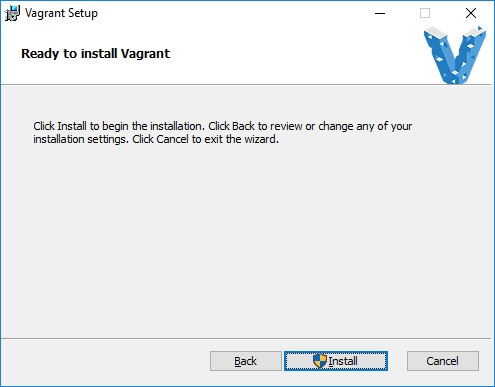 Vagrant Setup
Ready to install Vagrant
Click Install to begin the installation. Click Back to review or change any of your
installation settings. Click Cancel to exit the wizard.
Back
Install
Cancel